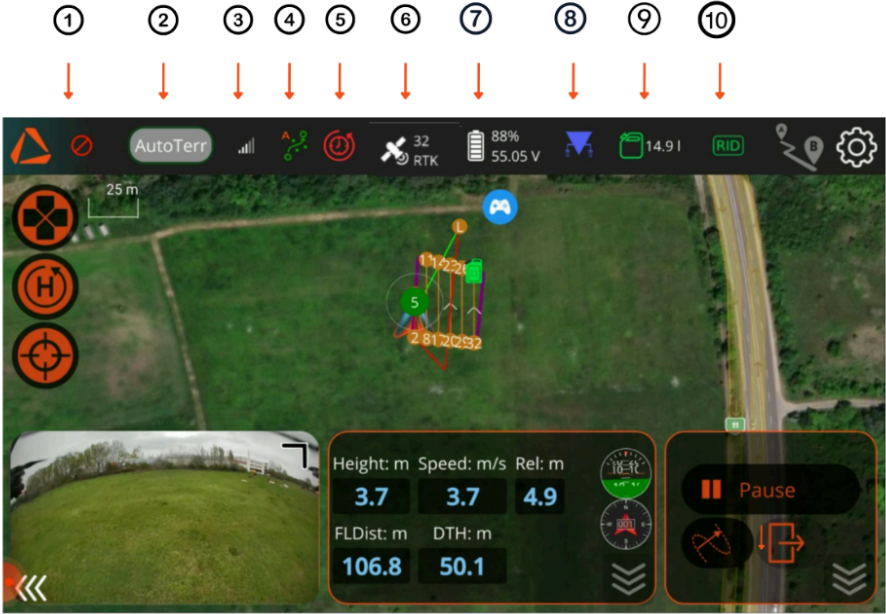 1 2 3 4 5 6 7 8 9 10
AutoTerr
A
32
RTK
88%
55.05 V
14.9 l
RID
A
B
25 m
L
H
5
H
Height: m Speed: m/s Rel: m
3.7 3.7 4.9
FLDist: m DTH: m
106.8 50.1
001
Pause